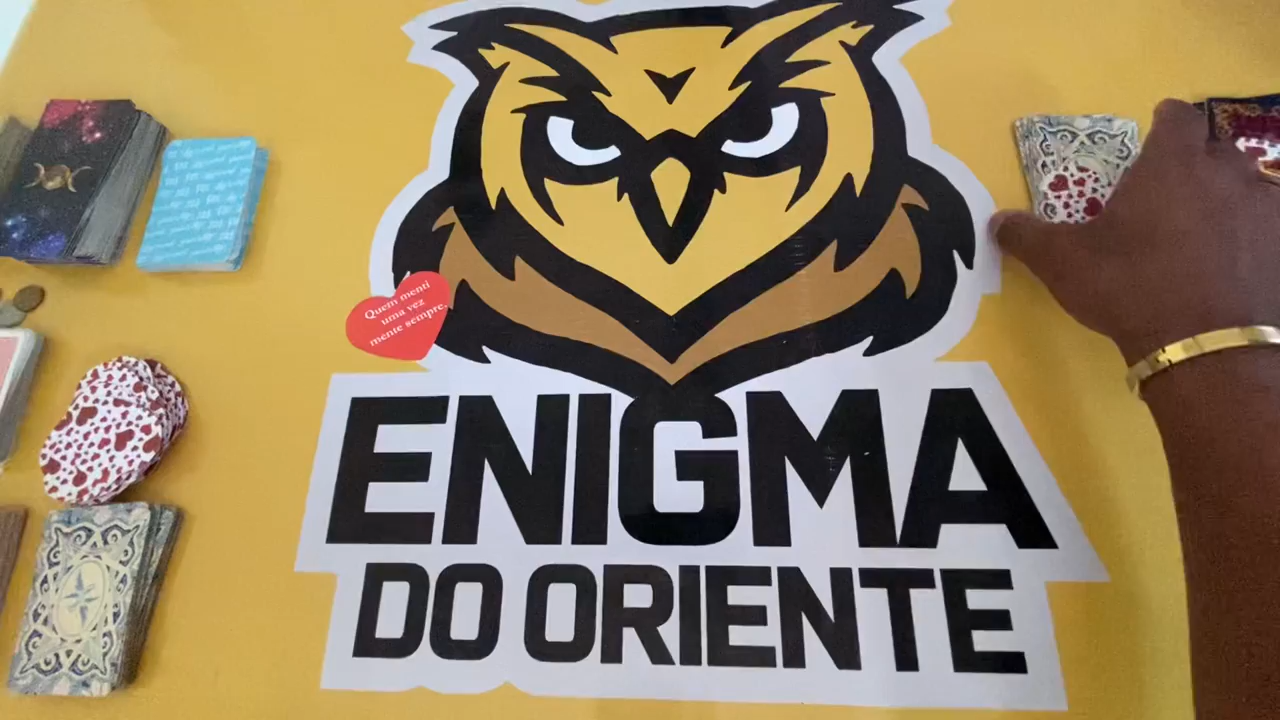 Quem menti
uma vez
mente sempre.
ENIGMA
DO ORIENTE